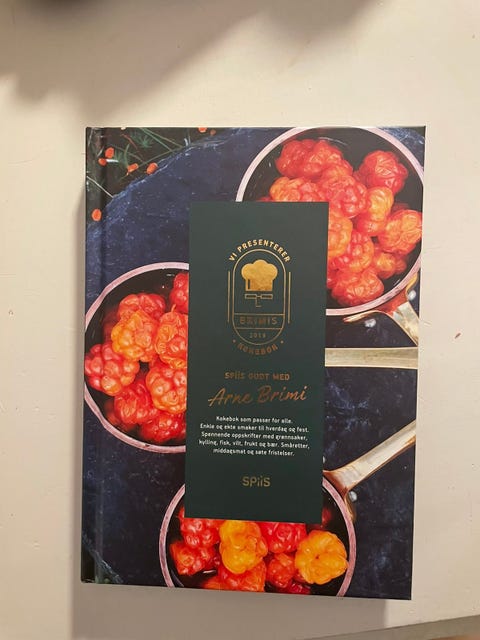 VI PRESENTERER
BRIMIS
2019
KOKEBOK
SPiiS GODT MED
Arne Brimi
Kokebok som passer for alle.
Enkle og ekte smaker til hverdag og fest.
Spennende oppskrifter med grønnsaker,
kylling, fisk, vilt, frukt og bær. Småretter,
middagsmat og søte fristelser.
SPiiS